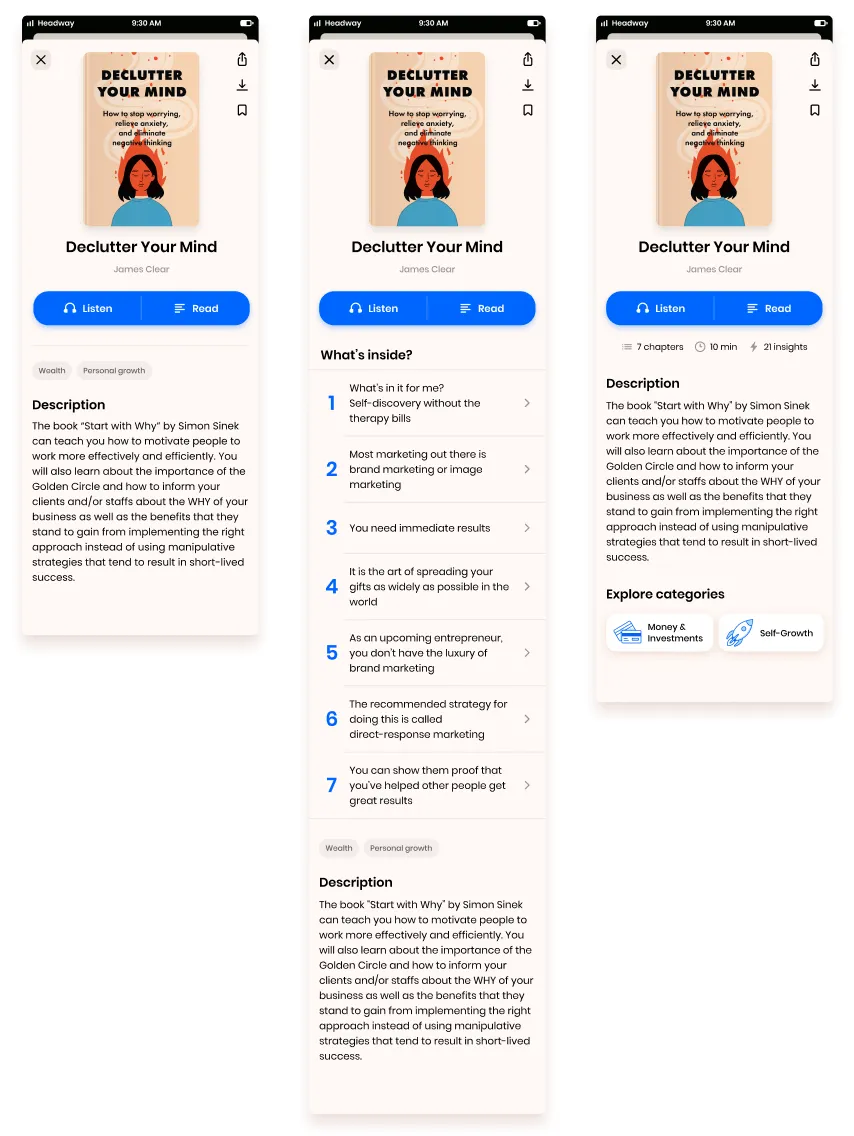 Headway
9:30 AM
DECLUTTER
YOUR MIND
How to stop worrying,
relieve anxiety,
and eliminate
negative thinking
Declutter Your Mind
James Clear
Listen
Read
Wealth
Personal growth
Description
The book “Start with Why” by Simon Sinek
can teach you how to motivate people to
work more effectively and efficiently. You
will also learn about the importance of the
Golden Circle and how to inform your
clients and/or staffs about the WHY of your
business as well as the benefits that they
stand to gain from implementing the right
approach instead of using manipulative
strategies that tend to result in short-lived
success.
Headway
9:30 AM
DECLUTTER
YOUR MIND
How to stop worrying,
relieve anxiety,
and eliminate
negative thinking
Declutter Your Mind
James Clear
Listen
Read
What's inside?
1
What's in it for me?
Self-discovery without the
therapy bills
2
Most marketing out there is
brand marketing or image
marketing
3
You need immediate results
4
It is the art of spreading your
gifts as widely as possible in the
world
5
As an upcoming entrepreneur,
you don't have the luxury of
brand marketing
6
The recommended strategy for
doing this is called
direct-response marketing
7
You can show them proof that
you've helped other people get
great results
Wealth
Personal growth
Description
The book "Start with Why" by Simon Sinek
can teach you how to motivate people to
work more effectively and efficiently. You
will also learn about the importance of the
Golden Circle and how to inform your
clients and/or staffs about the WHY of your
business as well as the benefits that they
stand to gain from implementing the right
approach instead of using manipulative
strategies that tend to result in short-lived
success.
Headway
9:30 AM
DECLUTTER
YOUR MIND
How to stop worrying,
relieve anxiety,
and eliminate
negative thinking
Declutter Your Mind
James Clear
Listen
Read
7 chapters
10 min
21 insights
Description
The book "Start with Why" by Simon Sinek
can teach you how to motivate people to
work more effectively and efficiently. You
will also learn about the importance of the
Golden Circle and how to inform your
clients and/or staffs about the WHY of your
business as well as the benefits that they
stand to gain from implementing the right
approach instead of using manipulative
strategies that tend to result in short-lived
success.
Explore categories
Money &
Investments
Self-Growth